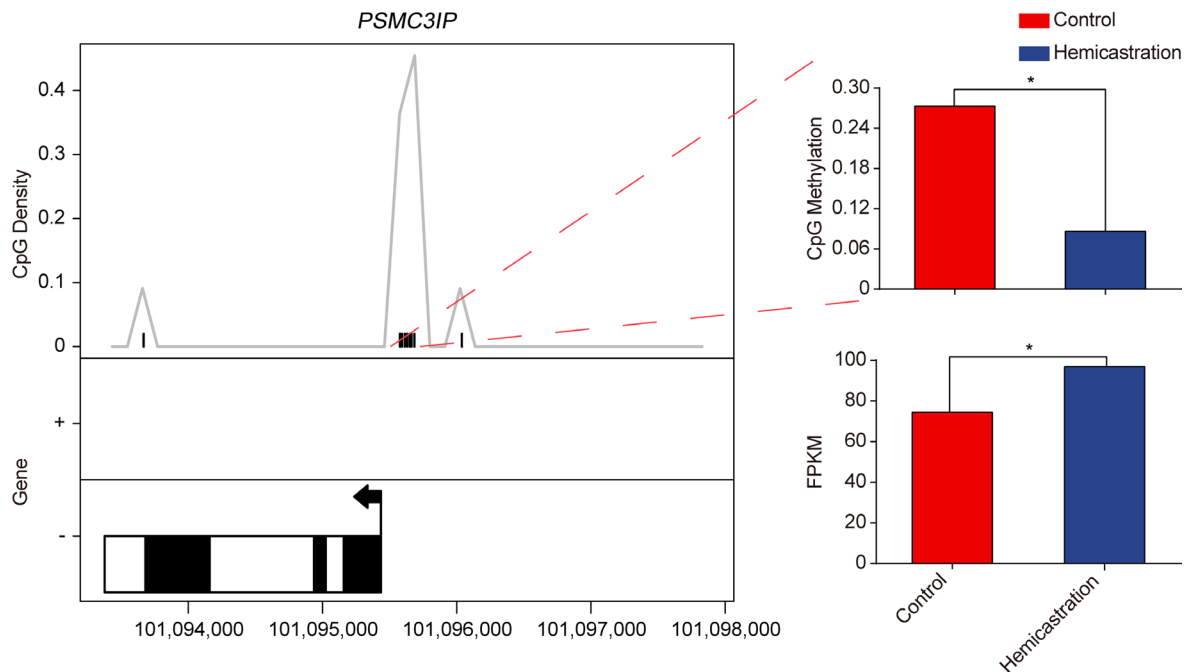 PSMC3IP
Control
Hemicastration
CpG Density
0.4
0.3
0.2
0.1
0
Gene
+
-
101,094,000 101,095,000 101,096,000 101,097,000 101,098,000
CpG Methylation
0.30
0.24
0.18
0.12
0.06
0
*
FPKM
100
80
60
40
20
0
*
Control
Hemicastration